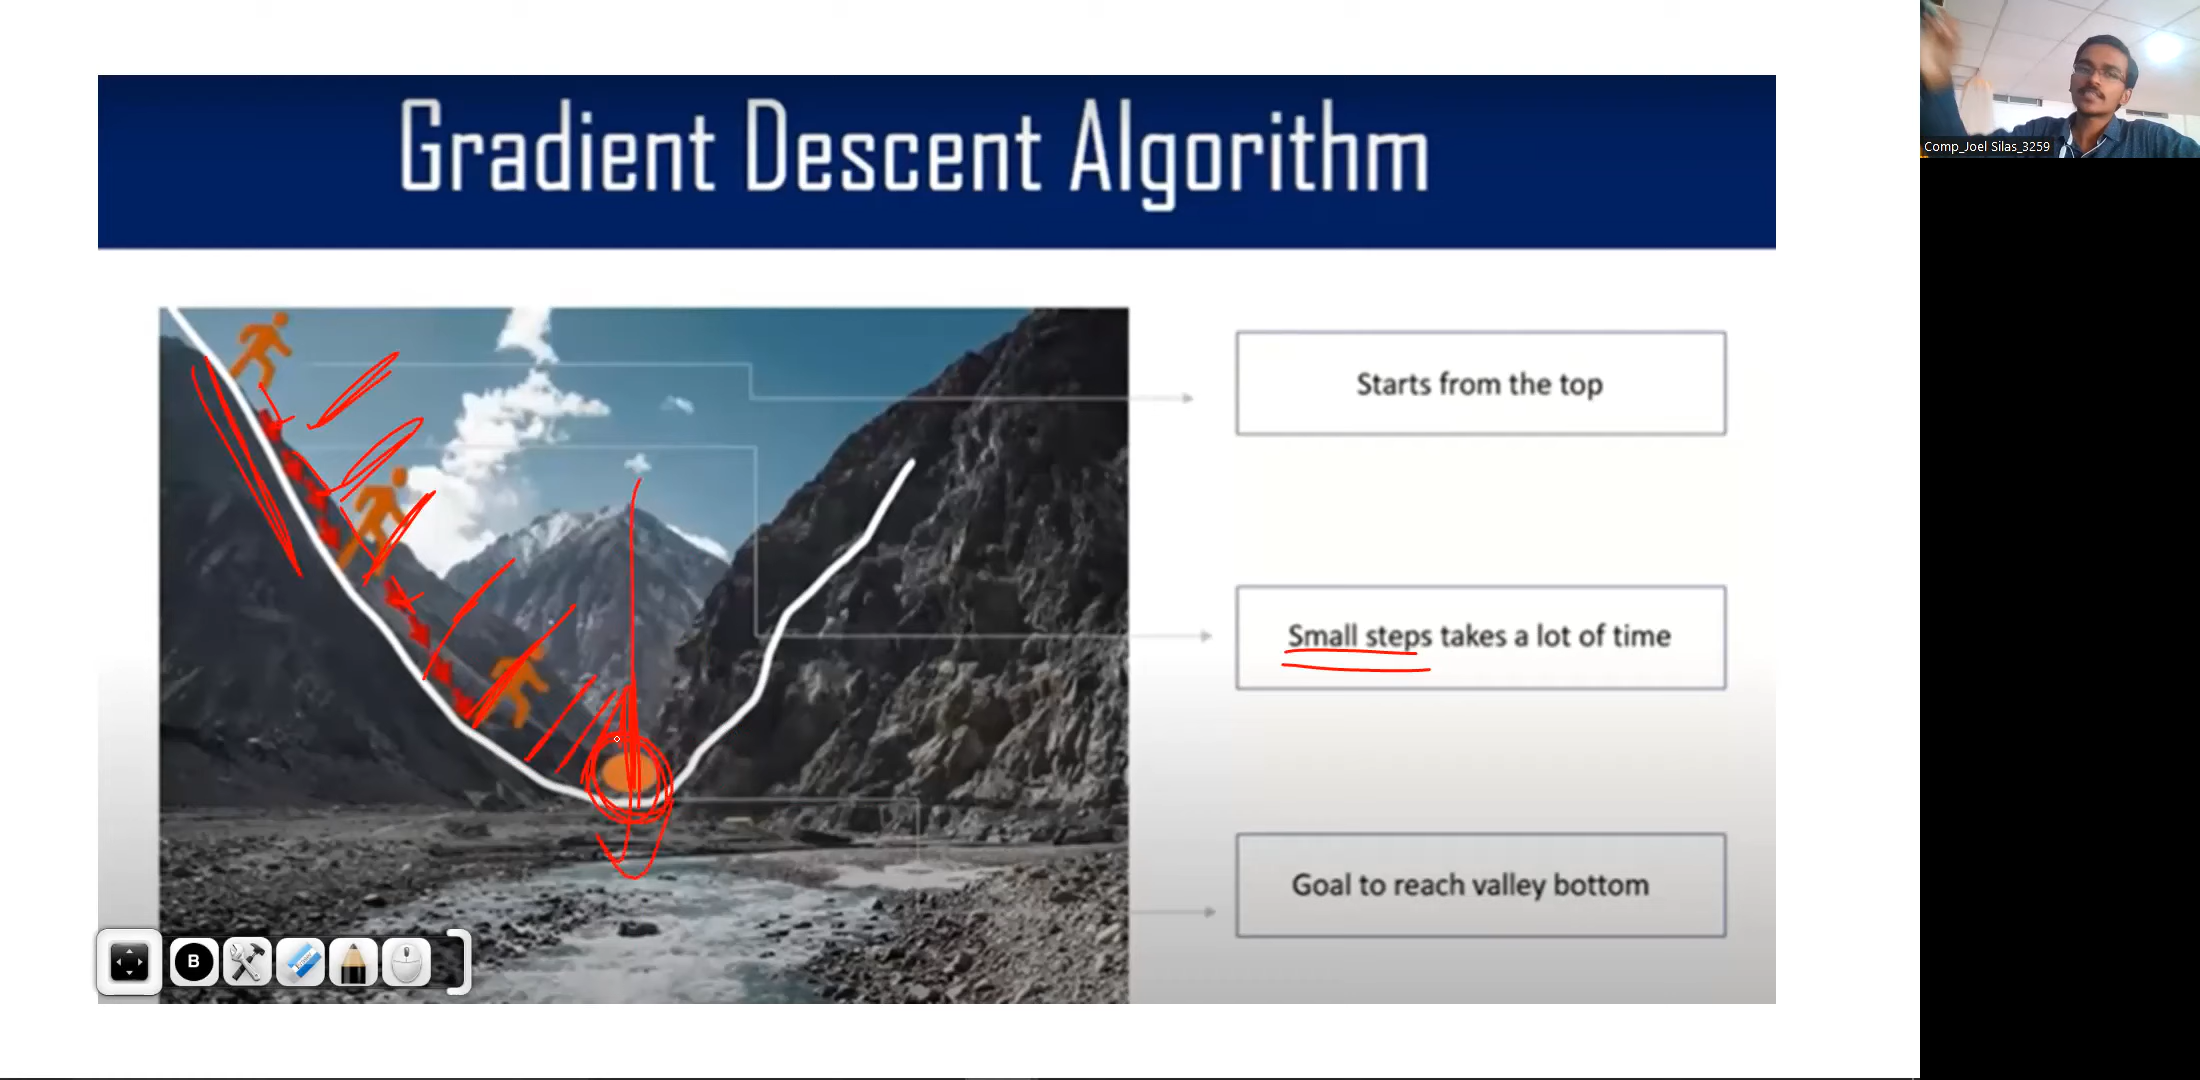 Gradient Descent Algorithm
Comp_Joel Silas_3259
Starts from the top
Small steps takes a lot of time
Goal to reach valley bottom
B